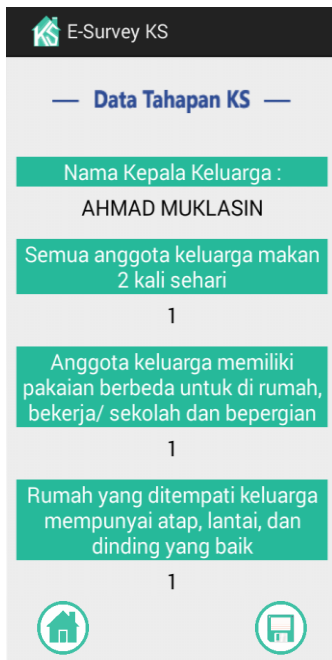 KS E-Survey KS
Data Tahapan KS
Nama Kepala Keluarga :
AHMAD MUKLASIN
Semua anggota keluarga makan
2 kali sehari
1
Anggota keluarga memiliki
pakaian berbeda untuk di rumah,
bekerja/ sekolah dan bepergian
1
Rumah yang ditempati keluarga
mempunyai atap, lantai, dan
dinding yang baik
1